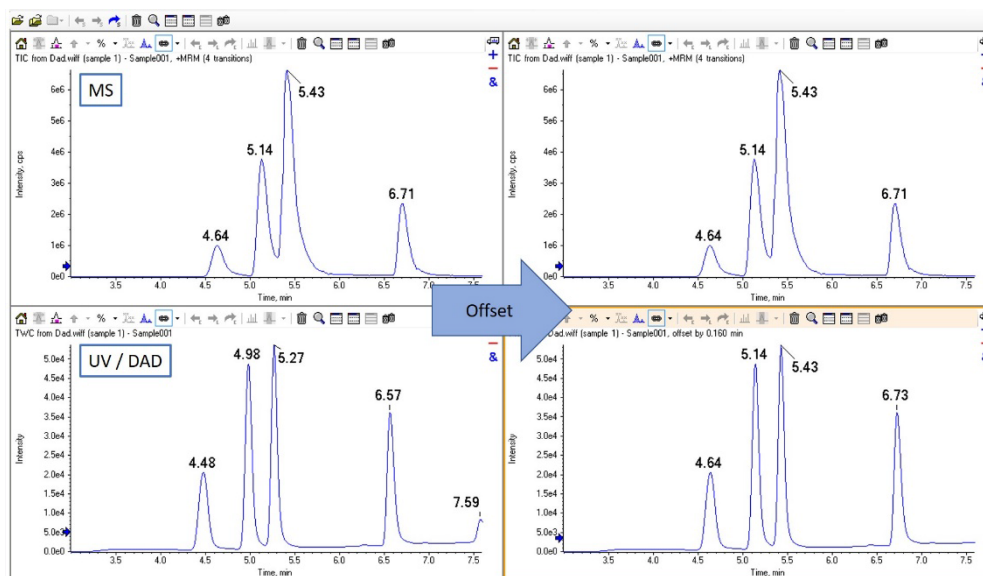 TIC from Dad.wiff (sample 1) - Sample001, +MRM (4 transitions)
MS
5.43
5.14
6.71
4.64
Intensity, cps
6e6
5e6
4e6
3e6
2e6
1e6
0e0
3.5 4.0 4.5 5.0 5.5 6.0 6.5 7.0 7.5
Time, min
TIC from Dad.wiff (sample 1) - Sample001, +MRM (4 transitions)
5.43
5.14
6.71
4.64
Intensity, cps
6e6
5e6
4e6
3e6
2e6
1e6
0e0
3.5 4.0 4.5 5.0 5.5 6.0 6.5 7.0 7.5
Time, min
Offset
TWC from Dad.wiff (sample 1) - Sample001
UV / DAD
4.98
5.27
6.57
4.48
7.59
Intensity
5.0e4
4.5e4
4.0e4
3.5e4
3.0e4
2.5e4
2.0e4
1.5e4
1.0e4
5.0e3
0.0e0
3.5 4.0 4.5 5.0 5.5 6.0 6.5 7.0 7.5
Time, min
Dad.wiff (sample 1) - Sample001, offset by 0.160 min
5.14
5.43
6.73
4.64
Intensity
5.0e4
4.5e4
4.0e4
3.5e4
3.0e4
2.5e4
2.0e4
1.5e4
1.0e4
5.0e3
0.0e0
3.5 4.0 4.5 5.0 5.5 6.0 6.5 7.0 7.5
Time, min